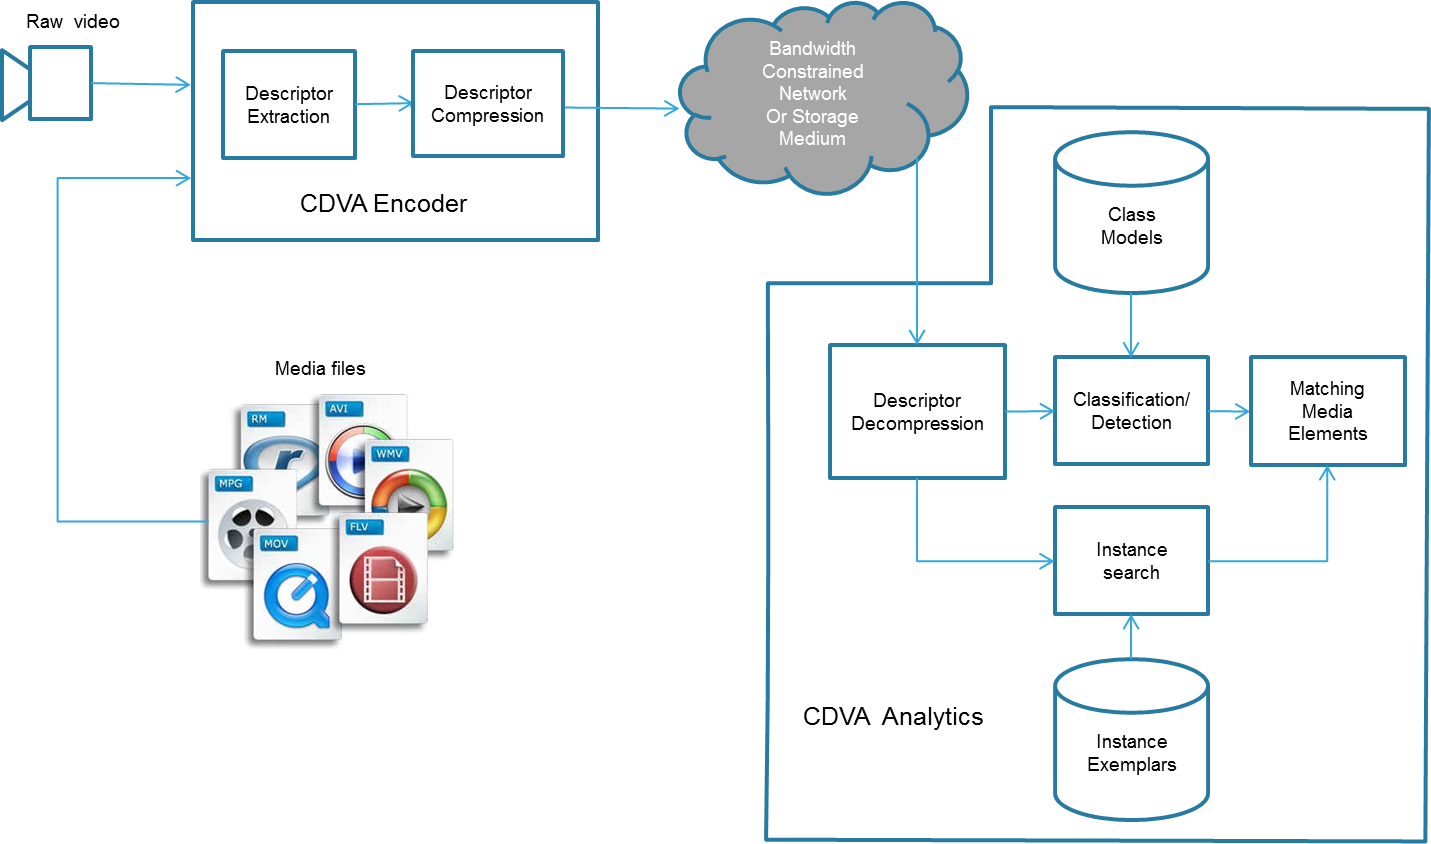 Raw video
Descriptor
Extraction
Descriptor
Compression
CDVA Encoder
Bandwidth
Constrained
Network
Or Storage
Medium
Media files
RM
AVI
WMV
MPG
FLV
MOV
Class
Models
Descriptor
Decompression
Classification/
Detection
Matching
Media
Elements
Instance
search
CDVA Analytics
Instance
Exemplars